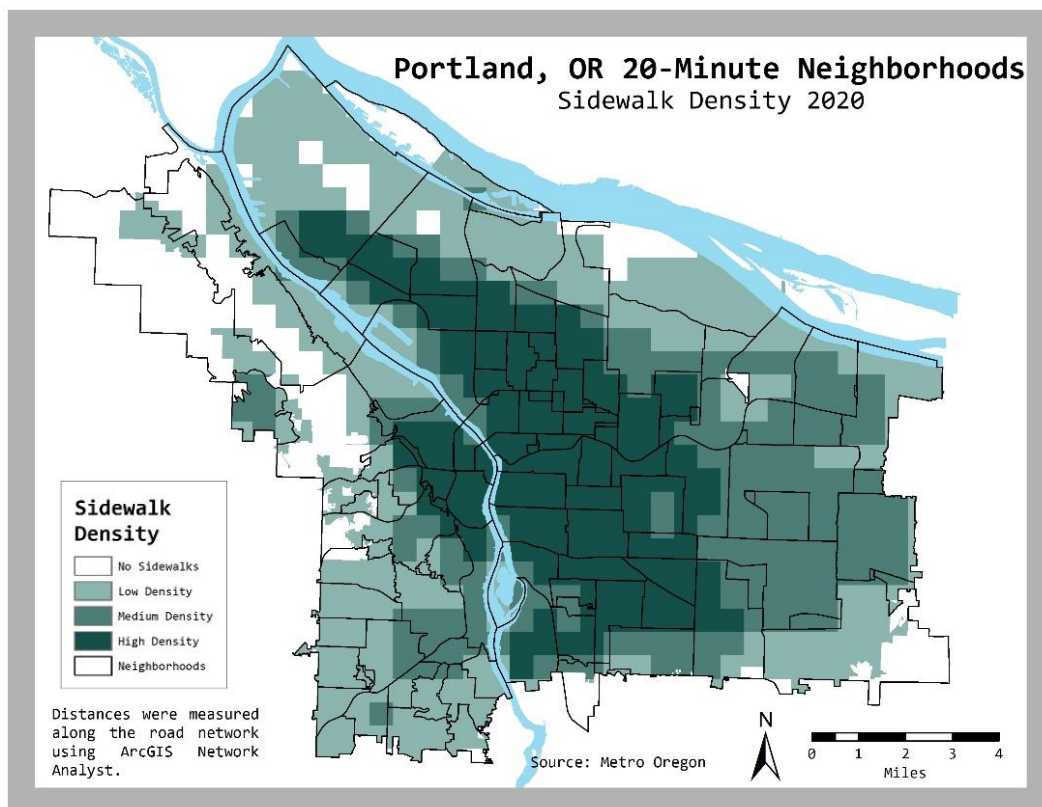 Portland, OR 20-Minute Neighborhoods
Sidewalk Density 2020
Sidewalk
Density
No Sidewalks
Low Density
Medium Density
High Density
Neighborhoods
Distances were measured
along the road network
using ArcGIS Network
Analyst.
Source: Metro Oregon
N
0 0.5 1 2 3 4
Miles